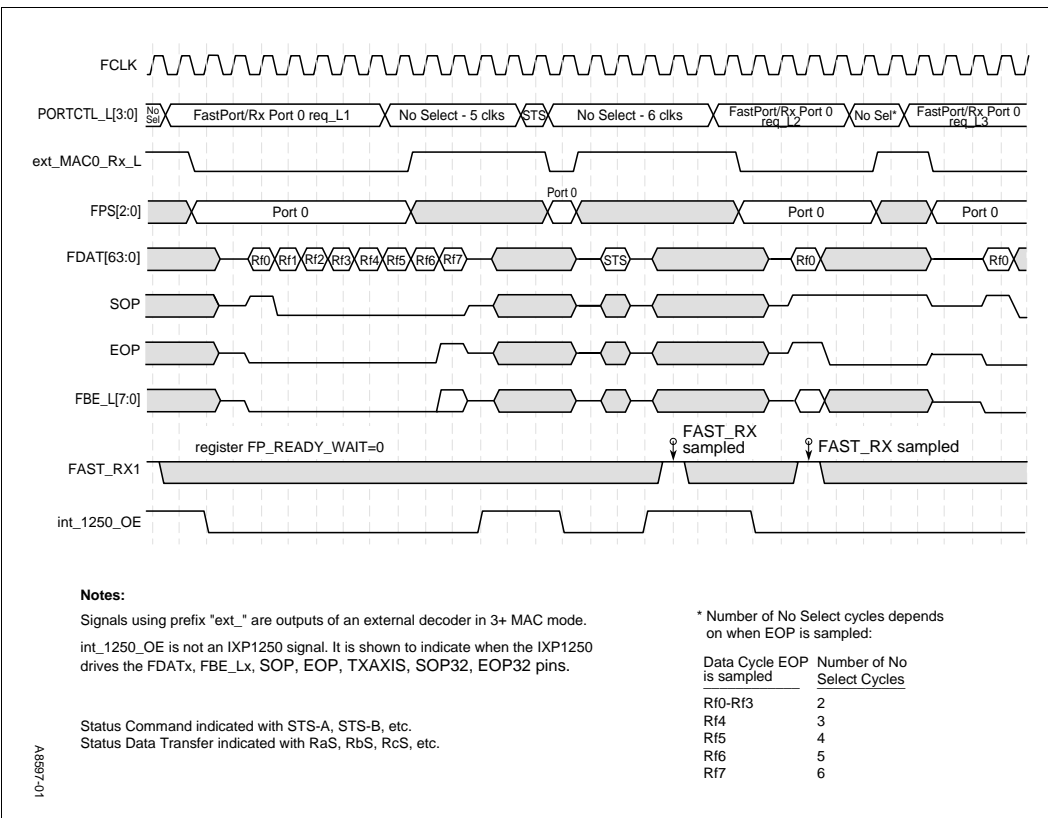 FCLK
PORTCTL_L[3:0]
No
Sel
FastPort/Rx Port 0 req_L1
No Select - 5 clks
STS
No Select - 6 clks
FastPort/Rx Port 0
req_L2
No Sel*
FastPort/Rx Port 0
req_L3
ext_MAC0_Rx_L
FPS[2:0]
Port 0
Port 0
Port 0
Port 0
FDAT[63:0]
Rf0
Rf1
Rf2
Rf3
Rf4
Rf5
Rf6
Rf7
STS
Rf0
Rf0
SOP
EOP
FBE_L[7:0]
register FP_READY_WAIT=0
FAST_RX
sampled
FAST_RX sampled
FAST_RX1
int_1250_OE
Notes:
Signals using prefix "ext_" are outputs of an external decoder in 3+ MAC mode.
int_1250_OE is not an IXP1250 signal. It is shown to indicate when the IXP1250
drives the FDATx, FBE_Lx, SOP, EOP, TXAXIS, SOP32, EOP32 pins.
Status Command indicated with STS-A, STS-B, etc.
Status Data Transfer indicated with RaS, RbS, RcS, etc.
* Number of No Select cycles depends
on when EOP is sampled:
Data Cycle EOP Number of No
is sampled Select Cycles
Rf0-Rf3 2
Rf4 3
Rf5 4
Rf6 5
Rf7 6
A8597-01